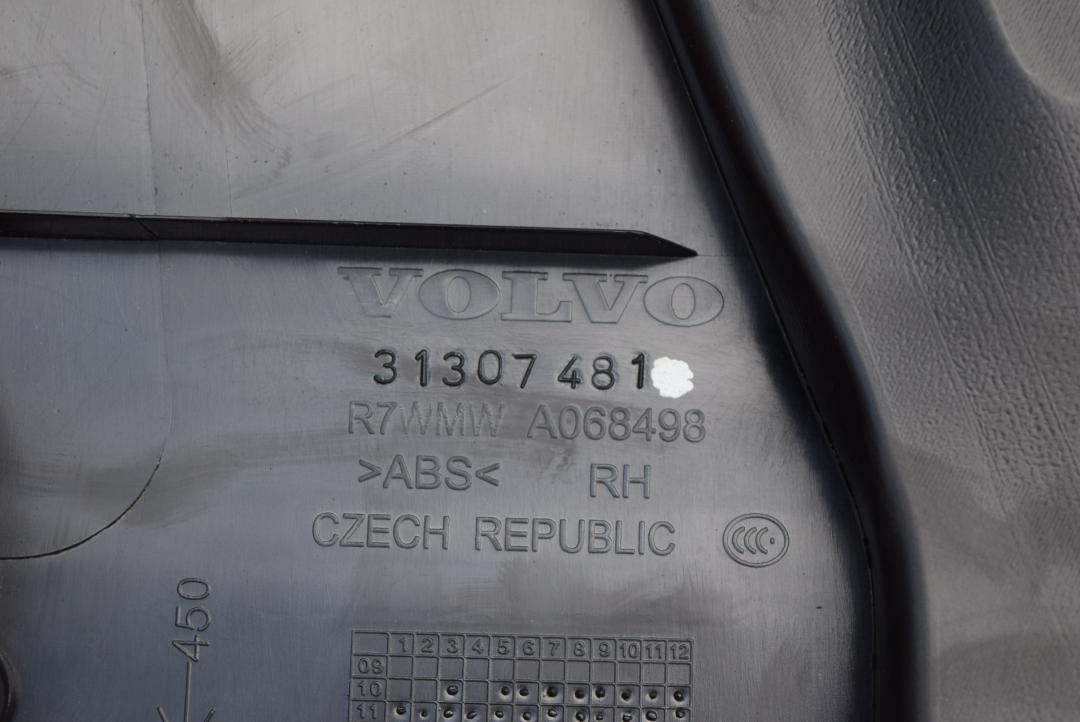 VOLVO
31307481
R7WMW A068498
>ABS< RH
CZECH REPUBLIC CCC
450
1 2 3 4 5 6 7 8 9 10 11 12
09
10
11